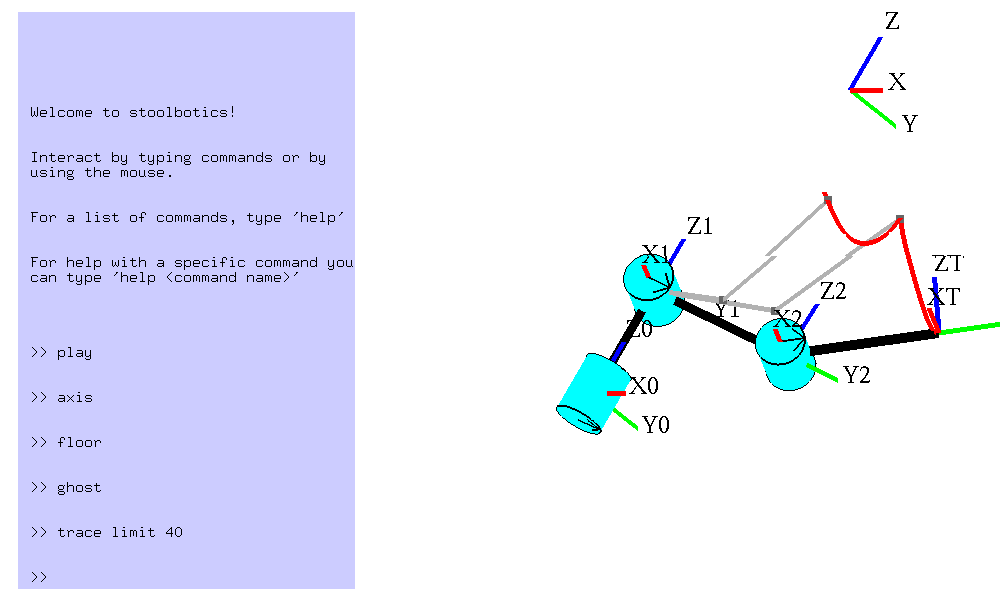 Welcome to stoolbotics!
Interact by typing commands or by
using the mouse.
For a list of commands, type 'help'
For help with a specific command you
can type 'help <command name>'
>> play
>> axis
>> floor
>> ghost
>> trace limit 40
>>
Z
X
Y
Z1
X1
Y1
Z0
X0
Y0
Z2
X2
Y2
ZT
XT